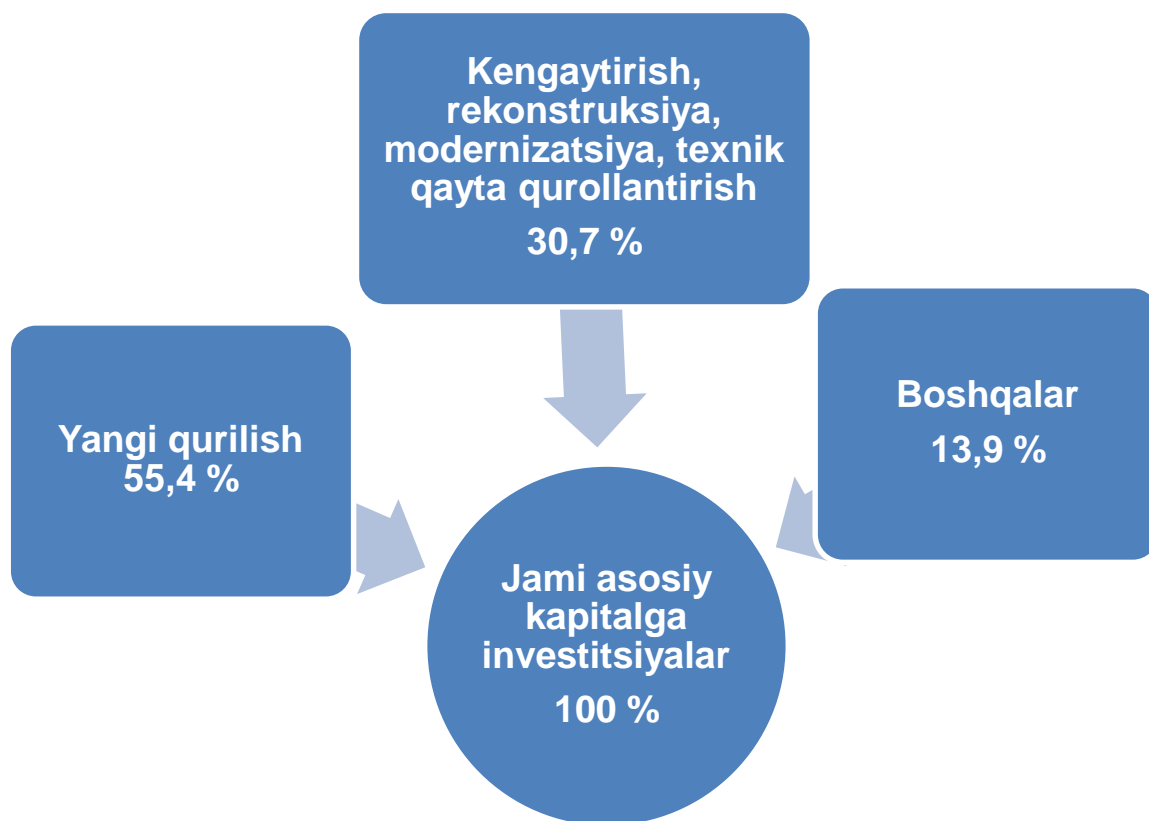 Kengaytirish,
rekonstruksiya,
modernizatsiya, texnik
qayta qurollantirish
30,7 %
Yangi qurilish
55,4 %
Boshqalar
13,9 %
Jami asosiy
kapitalga
investitsiyalar
100 %